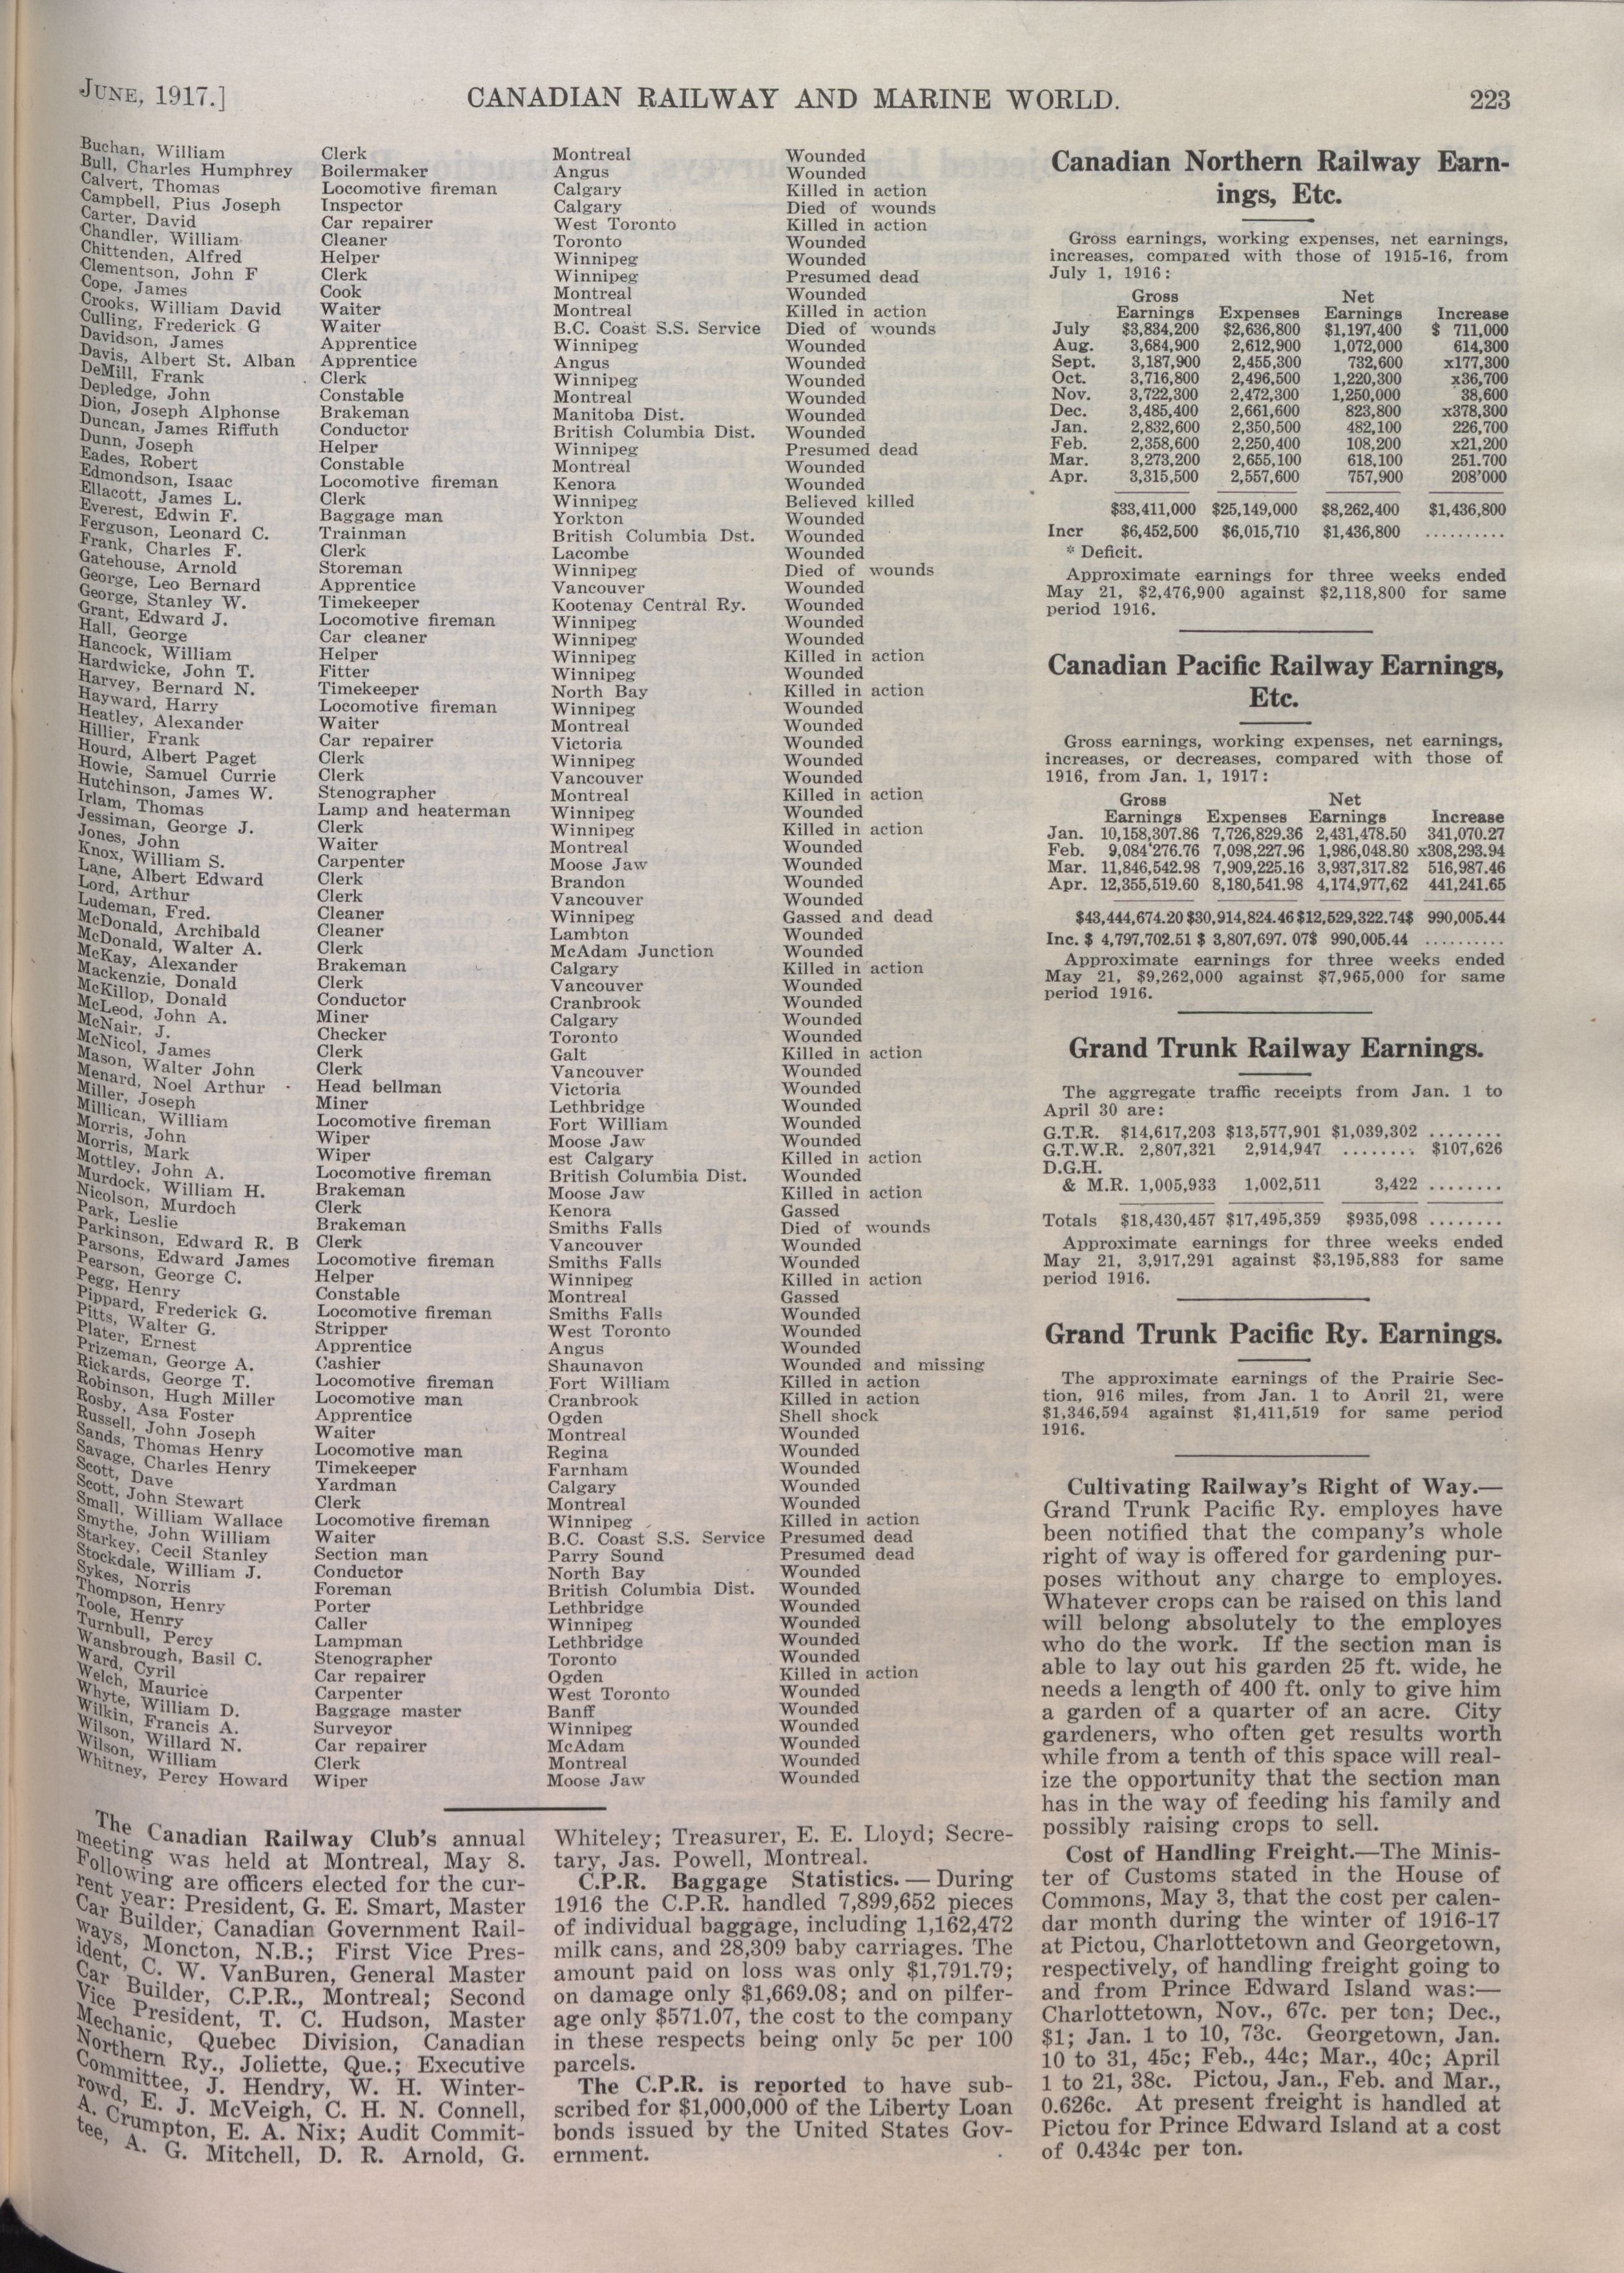 JUNE, 1917.]
CANADIAN RAILWAY AND MARINE WORLD.
223
Buchan, William Clerk Montreal Wounded
Bull, Charles Humphrey Boilermaker Angus Wounded
Calvert, Thomas Locomotive fireman Calgary Killed in action
Campbell, Pius Joseph Inspector Calgary Died of wounds
Carter, David Car repairer West Toronto Killed in action
Chandler, William Cleaner Toronto Wounded
Chittenden, Alfred Helper Winnipeg Wounded
Clementson, John F Clerk Winnipeg Presumed dead
Cope, James Cook Montreal Wounded
Crooks, William David Waiter Montreal Killed in action
Culling, Frederick G Waiter B.C. Coast S.S. Service Died of wounds
Davidson, James Apprentice Winnipeg Wounded
Davis, Albert St. Alban Apprentice Angus Wounded
DeMill, Frank Clerk Winnipeg Wounded
Depledge, John Constable Montreal Wounded
Dion, Joseph Alphonse Brakeman Manitoba Dist. Wounded
Duncan, James Riffuth Conductor British Columbia Dist. Wounded
Dunn, Joseph Helper Winnipeg Presumed dead
Eades, Robert Constable Montreal Wounded
Edmondson, Isaac Locomotive fireman Kenora Wounded
Ellacott, James L. Clerk Winnipeg Believed killed
Everest, Edwin F. Baggage man Yorkton Wounded
Ferguson, Leonard C. Trainman British Columbia Dst. Wounded
Frank, Charles F. Clerk Lacombe Wounded
Gatehouse, Arnold Storeman Winnipeg Died of wounds
George, Leo Bernard Apprentice Vancouver Wounded
George, Stanley W. Timekeeper Kootenay Central Ry. Wounded
Grant, Edward J. Locomotive fireman Winnipeg Wounded
Hall, George Car cleaner Winnipeg Wounded
Hancock, William Helper Winnipeg Killed in action
Hardwicke, John T. Fitter Winnipeg Wounded
Harvey, Bernard N. Timekeeper North Bay Killed in action
Hayward, Harry Locomotive fireman Winnipeg Wounded
Heatley, Alexander Waiter Montreal Wounded
Hillier, Frank Car repairer Victoria Wounded
Hourd, Albert Paget Clerk Winnipeg Wounded
Howie, Samuel Currie Clerk Vancouver Wounded
Hutchinson, James W. Stenographer Montreal Killed in action
Irlam, Thomas Lamp and heaterman Winnipeg Wounded
Jessiman, George J. Clerk Winnipeg Killed in action
Jones, John Waiter Montreal Wounded
Knox, William S. Carpenter Moose Jaw Wounded
Lane, Albert Edward Clerk Brandon Wounded
Lord, Arthur Clerk Vancouver Wounded
Ludeman, Fred. Cleaner Winnipeg Gassed and dead
McDonald, Archibald Cleaner Lambton Wounded
McDonald, Walter A. Clerk McAdam Junction Wounded
McKay, Alexander Brakeman Calgary Killed in action
Mackenzie, Donald Clerk Vancouver Wounded
McKillop, Donald Conductor Cranbrook Wounded
McLeod, John A. Miner Calgary Wounded
McNair, J. Checker Toronto Wounded
McNicol, James Clerk Galt Killed in action
Mason, Walter John Clerk Vancouver Wounded
Menard, Noel Arthur Head bellman Victoria Wounded
Miller, Joseph Miner Lethbridge Wounded
Millican, William Locomotive fireman Fort William Wounded
Morris, John Wiper Moose Jaw Wounded
Morris, Mark Wiper est Calgary Killed in action
Mottley, John A. Locomotive fireman British Columbia Dist. Wounded
Murdock, William H. Brakeman Moose Jaw Killed in action
Nicolson, Murdoch Clerk Kenora Gassed
Park, Leslie Brakeman Smiths Falls Died of wounds
Parkinson, Edward R. B Clerk Vancouver Wounded
Parsons, Edward James Locomotive fireman Smiths Falls Wounded
Pearson, George C. Helper Winnipeg Killed in action
Pegg, Henry Constable Montreal Gassed
Pippard, Frederick G. Locomotive fireman Smiths Falls Wounded
Pitts, Walter G. Stripper West Toronto Wounded
Plater, Ernest Apprentice Angus Wounded
Prizeman, George A. Cashier Shaunavon Wounded and missing
Rickards, George T. Locomotive fireman Fort William Killed in action
Robinson, Hugh Miller Locomotive man Cranbrook Killed in action
Rosby, Asa Foster Apprentice Ogden Shell shock
Russell, John Joseph Waiter Montreal Wounded
Sands, Thomas Henry Locomotive man Regina Wounded
Savage, Charles Henry Timekeeper Farnham Wounded
Scott, Dave Yardman Calgary Wounded
Scott, John Stewart Clerk Montreal Wounded
Small, William Wallace Locomotive fireman Winnipeg Killed in action
Smythe, John William Waiter B.C. Coast S.S. Service Presumed dead
Starkey, Cecil Stanley Section man Parry Sound Presumed dead
Stockdale, William J. Conductor North Bay Wounded
Sykes, Norris Foreman British Columbia Dist. Wounded
Thompson, Henry Porter Lethbridge Wounded
Toole, Henry Caller Winnipeg Wounded
Turnbull, Percy Lampman Lethbridge Wounded
Wansbrough, Basil C. Stenographer Toronto Wounded
Ward, Cyril Car repairer Ogden Killed in action
Welch, Maurice Carpenter West Toronto Wounded
Whyte, William D. Baggage master Banff Wounded
Wilkin, Francis A. Surveyor Winnipeg Wounded
Wilson, Willard N. Car repairer McAdam Wounded
Wilson, William Clerk Montreal Wounded
Whitney, Percy Howard Wiper Moose Jaw Wounded
The Canadian Railway Club's annual
meeting was held at Montreal, May 8.
Following are officers elected for the cur-
rent year: President, G. E. Smart, Master
Car Builder, Canadian Government Rail-
ways, Moncton, N.B.; First Vice Pres-
ident, C. W. VanBuren, General Master
Car Builder, C.P.R., Montreal; Second
Vice President, T. C. Hudson, Master
Mechanic, Quebec Division, Canadian
Northern Ry., Joliette, Que.; Executive
Committee, J. Hendry, W. H. Winter-
rowd, E. J. McVeigh, C. H. N. Connell,
A. Crumpton, E. A. Nix; Audit Commit-
tee, A. G. Mitchell, D. R. Arnold, G.
Whiteley; Treasurer, E. E. Lloyd; Secre-
tary, Jas. Powell, Montreal.
C.P.R. Baggage Statistics. — During
1916 the C.P.R. handled 7,899,652 pieces
of individual baggage, including 1,162,472
milk cans, and 28,309 baby carriages. The
amount paid on loss was only $1,791.79;
on damage only $1,669.08; and on pilfer-
age only $571.07, the cost to the company
in these respects being only 5c per 100
parcels.
The C.P.R. is reported to have sub-
scribed for $1,000,000 of the Liberty Loan
bonds issued by the United States Gov-
ernment.
Canadian Northern Railway Earn-
ings, Etc.
Gross earnings, working expenses, net earnings,
increases, compared with those of 1915-16, from
July 1, 1916:
Gross Net
Earnings Expenses Earnings Increase
July $3,834,200 $2,636,800 $1,197,400 $ 711,000
Aug. 3,684,900 2,612,900 1,072,000 614,300
Sept. 3,187,900 2,455,300 732,600 x177,300
Oct. 3,716,800 2,496,500 1,220,300 x36,700
Nov. 3,722,300 2,472,300 1,250,000 38,600
Dec. 3,485,400 2,661,600 823,800 x378,300
Jan. 2,832,600 2,350,500 482,100 226,700
Feb. 2,358,600 2,250,400 108,200 x21,200
Mar. 3,273,200 2,655,100 618,100 251.700
Apr. 3,315,500 2,557,600 757,900 208'000
$33,411,000 $25,149,000 $8,262,400 $1,436,800
Incr $6,452,500 $6,015,710 $1,436,800 ..........
* Deficit.
Approximate earnings for three weeks ended
May 21, $2,476,900 against $2,118,800 for same
period 1916.
Canadian Pacific Railway Earnings,
Etc.
Gross earnings, working expenses, net earnings,
increases, or decreases, compared with those of
1916, from Jan. 1, 1917:
Gross Net
Earnings Expenses Earnings Increase
Jan. 10,158,307.86 7,726,829.36 2,431,478.50 341,070.27
Feb. 9,084'276.76 7,098,227.96 1,986,048.80 x308,293.94
Mar. 11,846,542.98 7,909,225.16 3,937,317.82 516,987.46
Apr. 12,355,519.60 8,180,541.98 4,174,977,62 441,241.65
$43,444,674.20 $30,914,824.46 $12,529,322.74$ 990,005.44
Inc. $ 4,797,702.51 $ 3,807,697. 07$ 990,005.44 ..........
Approximate earnings for three weeks ended
May 21, $9,262,000 against $7,965,000 for same
period 1916.
Grand Trunk Railway Earnings.
The aggregate traffic receipts from Jan. 1 to
April 30 are:
G.T.R. $14,617,203 $13,577,901 $1,039,302 ........
G.T.W.R. 2,807,321 2,914,947 ........ $107,626
D.G.H.
& M.R. 1,005,933 1,002,511 3,422 ........
Totals $18,430,457 $17,495,359 $935,098 ........
Approximate earnings for three weeks ended
May 21, 3,917,291 against $3,195,883 for same
period 1916.
Grand Trunk Pacific Ry. Earnings.
The approximate earnings of the Prairie Sec-
tion, 916 miles, from Jan. 1 to April 21, were
$1,346,594 against $1,411,519 for same period
1916.
Cultivating Railway's Right of Way.—
Grand Trunk Pacific Ry. employes have
been notified that the company's whole
right of way is offered for gardening pur-
poses without any charge to employes.
Whatever crops can be raised on this land
will belong absolutely to the employes
who do the work. If the section man is
able to lay out his garden 25 ft. wide, he
needs a length of 400 ft. only to give him
a garden of a quarter of an acre. City
gardeners, who often get results worth
while from a tenth of this space will real-
ize the opportunity that the section man
has in the way of feeding his family and
possibly raising crops to sell.
Cost of Handling Freight.—The Minis-
ter of Customs stated in the House of
Commons, May 3, that the cost per calen-
dar month during the winter of 1916-17
at Pictou, Charlottetown and Georgetown,
respectively, of handling freight going to
and from Prince Edward Island was:—
Charlottetown, Nov., 67c. per ton; Dec.,
$1; Jan. 1 to 10, 73c. Georgetown, Jan.
10 to 31, 45c; Feb., 44c; Mar., 40c; April
1 to 21, 38c. Pictou, Jan., Feb. and Mar.,
0.626c. At present freight is handled at
Pictou for Prince Edward Island at a cost
of 0.434c per ton.